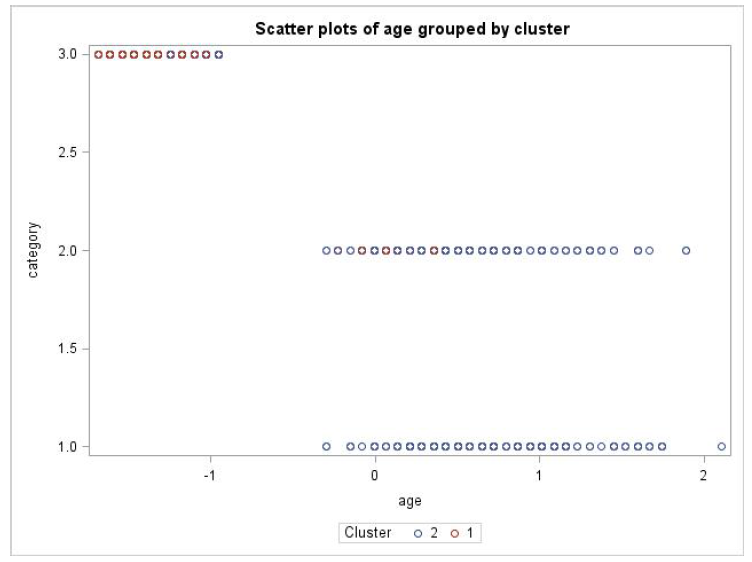 Scatter plots of age grouped by cluster
3.0
2.5
2.0
1.5
1.0
category
-1 0 1 2
age
Cluster 2 1